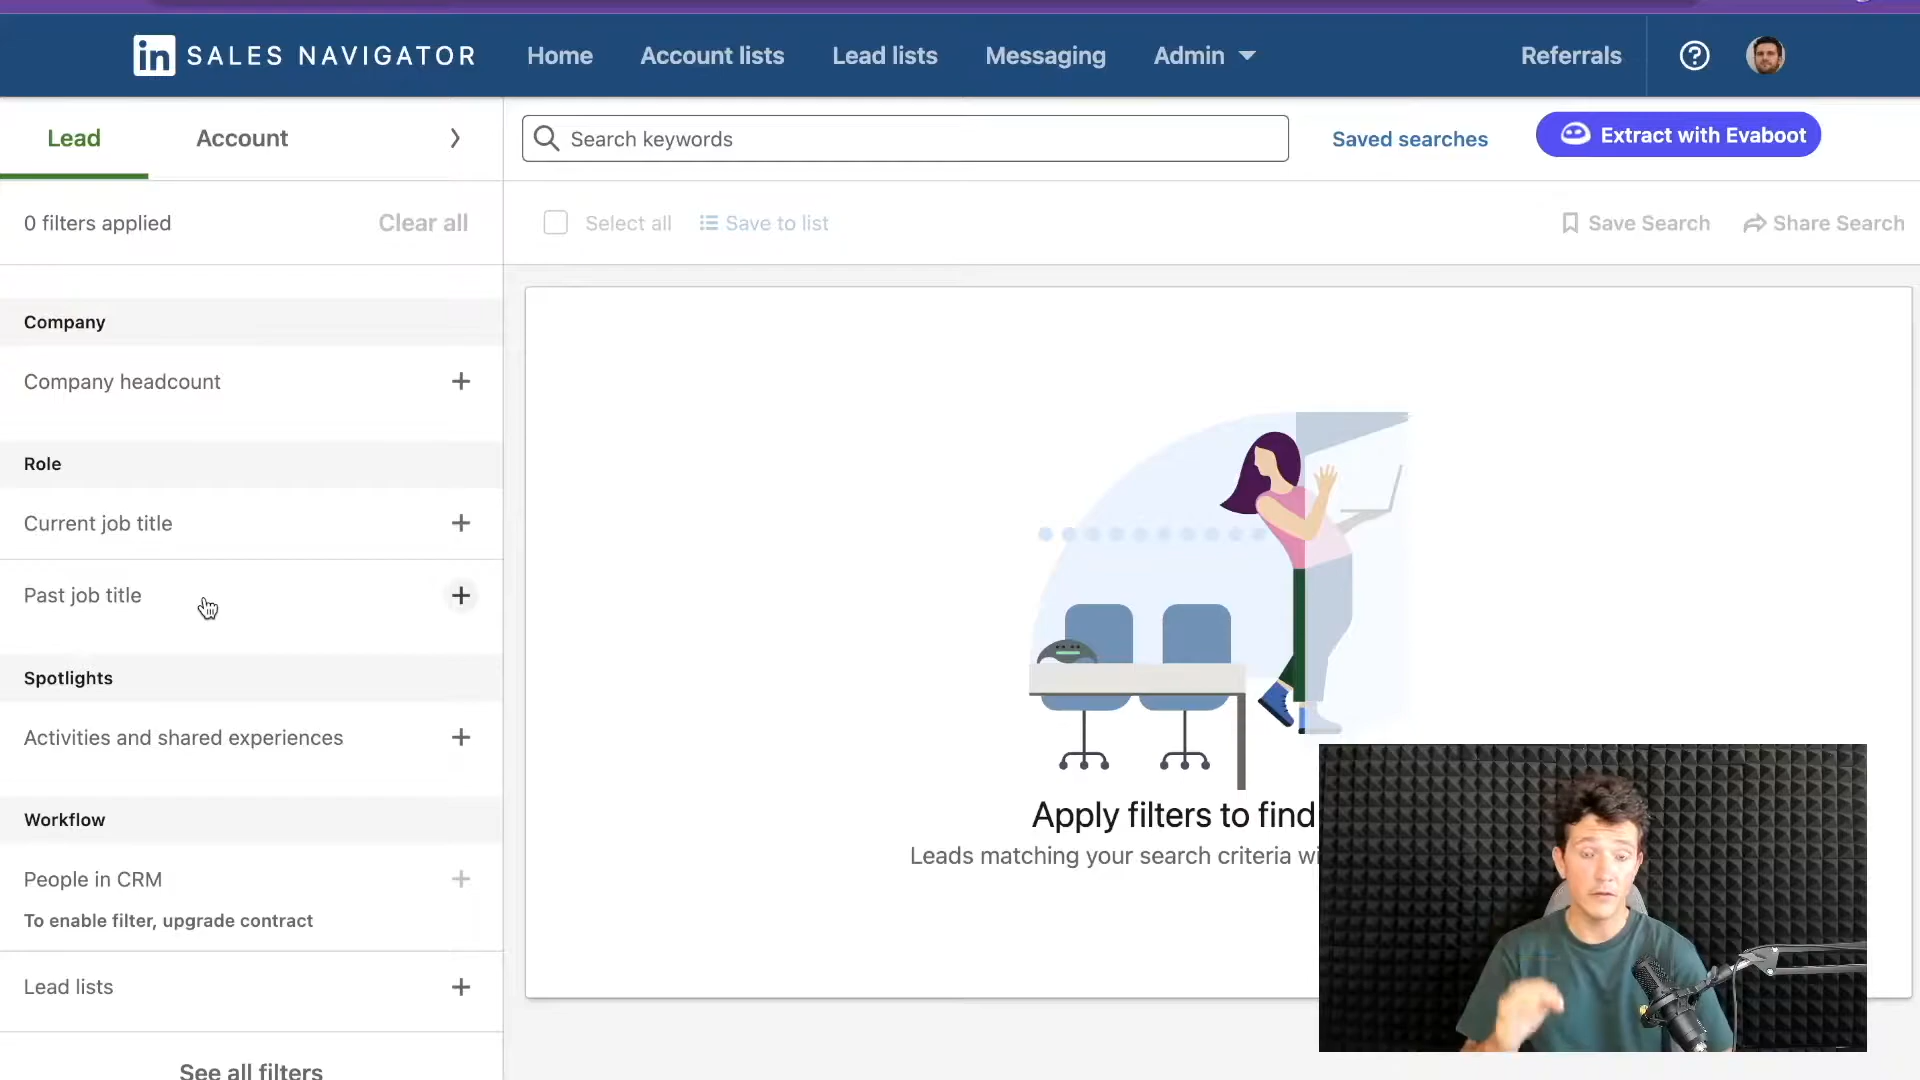 in SALES NAVIGATOR Home Account lists Lead lists Messaging Admin Referrals ?
Lead Account
Search keywords Saved searches Extract with Evaboot
0 filters applied Clear all
Select all Save to list Save Search Share Search
Company
Company headcount +
Role
Current job title +
Past job title +
Spotlights
Activities and shared experiences +
Workflow
People in CRM +
To enable filter, upgrade contract
Lead lists +
See all filters
Apply filters to find
Leads matching your search criteria